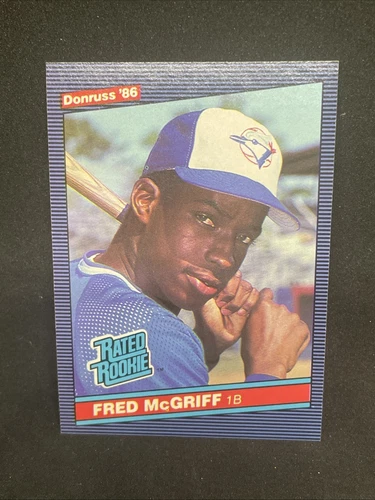 Donruss '86
RATED
ROOKIE
FRED McGRIFF 1B